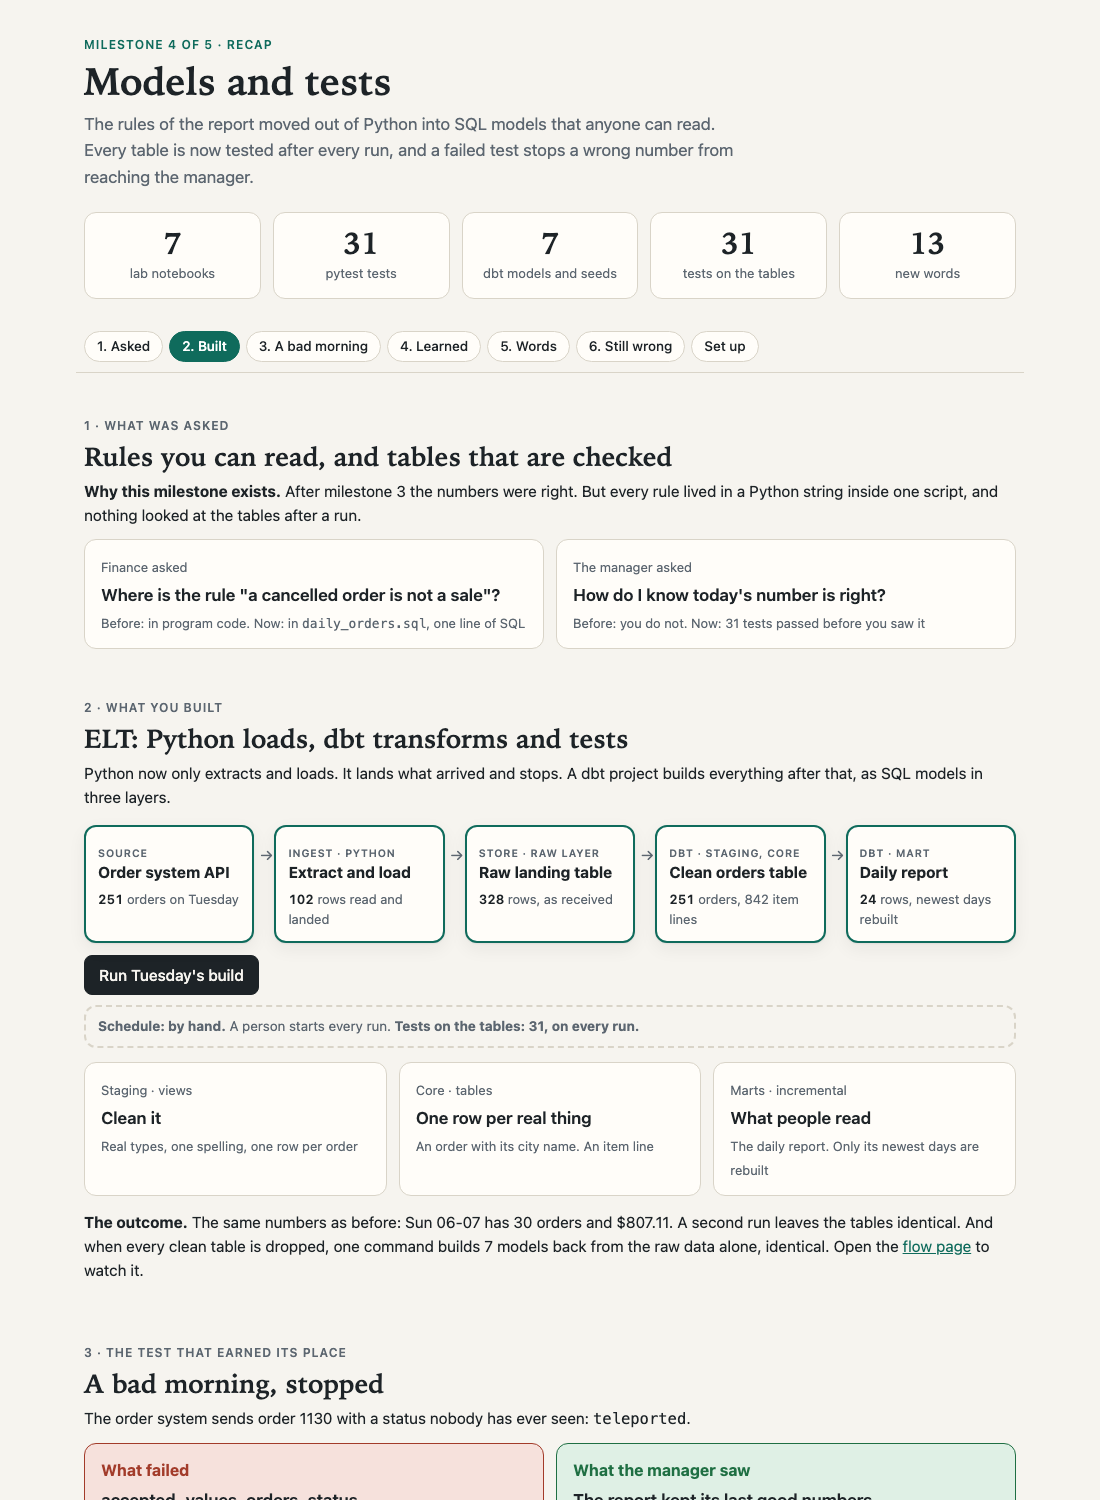 MILESTONE 4 OF 5 · RECAP
Models and tests
The rules of the report moved out of Python into SQL models that anyone can read.
Every table is now tested after every run, and a failed test stops a wrong number from
reaching the manager.
7
lab notebooks
31
pytest tests
7
dbt models and seeds
31
tests on the tables
13
new words
1. Asked
2. Built
3. A bad morning
4. Learned
5. Words
6. Still wrong
Set up
1 · WHAT WAS ASKED
Rules you can read, and tables that are checked
Why this milestone exists. After milestone 3 the numbers were right. But every rule lived in a Python string inside one script, and
nothing looked at the tables after a run.
Finance asked
Where is the rule "a cancelled order is not a sale"?
Before: in program code. Now: in daily_orders.sql, one line of SQL
The manager asked
How do I know today's number is right?
Before: you do not. Now: 31 tests passed before you saw it
2 · WHAT YOU BUILT
ELT: Python loads, dbt transforms and tests
Python now only extracts and loads. It lands what arrived and stops. A dbt project builds everything after that, as SQL models in
three layers.
SOURCE
Order system API
251 orders on Tuesday
→
INGEST · PYTHON
Extract and load
102 rows read and
landed
→
STORE · RAW LAYER
Raw landing table
328 rows, as received
→
DBT · STAGING, CORE
Clean orders table
251 orders, 842 item
lines
→
DBT · MART
Daily report
24 rows, newest days
rebuilt
Run Tuesday's build
Schedule: by hand. A person starts every run. Tests on the tables: 31, on every run.
Staging · views
Clean it
Real types, one spelling, one row per order
Core · tables
One row per real thing
An order with its city name. An item line
Marts · incremental
What people read
The daily report. Only its newest days are
rebuilt
The outcome. The same numbers as before: Sun 06-07 has 30 orders and $807.11. A second run leaves the tables identical. And
when every clean table is dropped, one command builds 7 models back from the raw data alone, identical. Open the flow page to
watch it.
3 · THE TEST THAT EARNED ITS PLACE
A bad morning, stopped
The order system sends order 1130 with a status nobody has ever seen: teleported.
What failed
accepted_values_orders_status
What the manager saw
The report kept its last good numbers